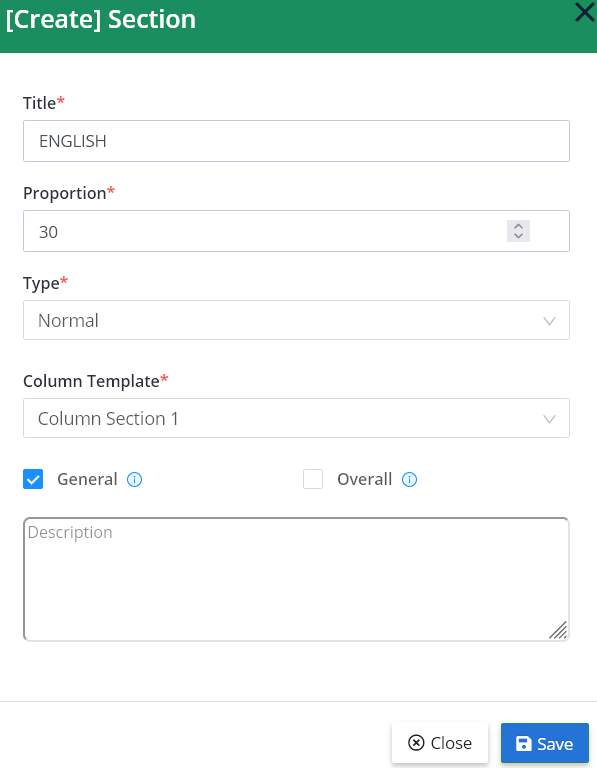 [Create] Section
Title*
ENGLISH
Proportion*
30
Type*
Normal
Column Template*
Column Section 1
General
Overall
Description
Close
Save